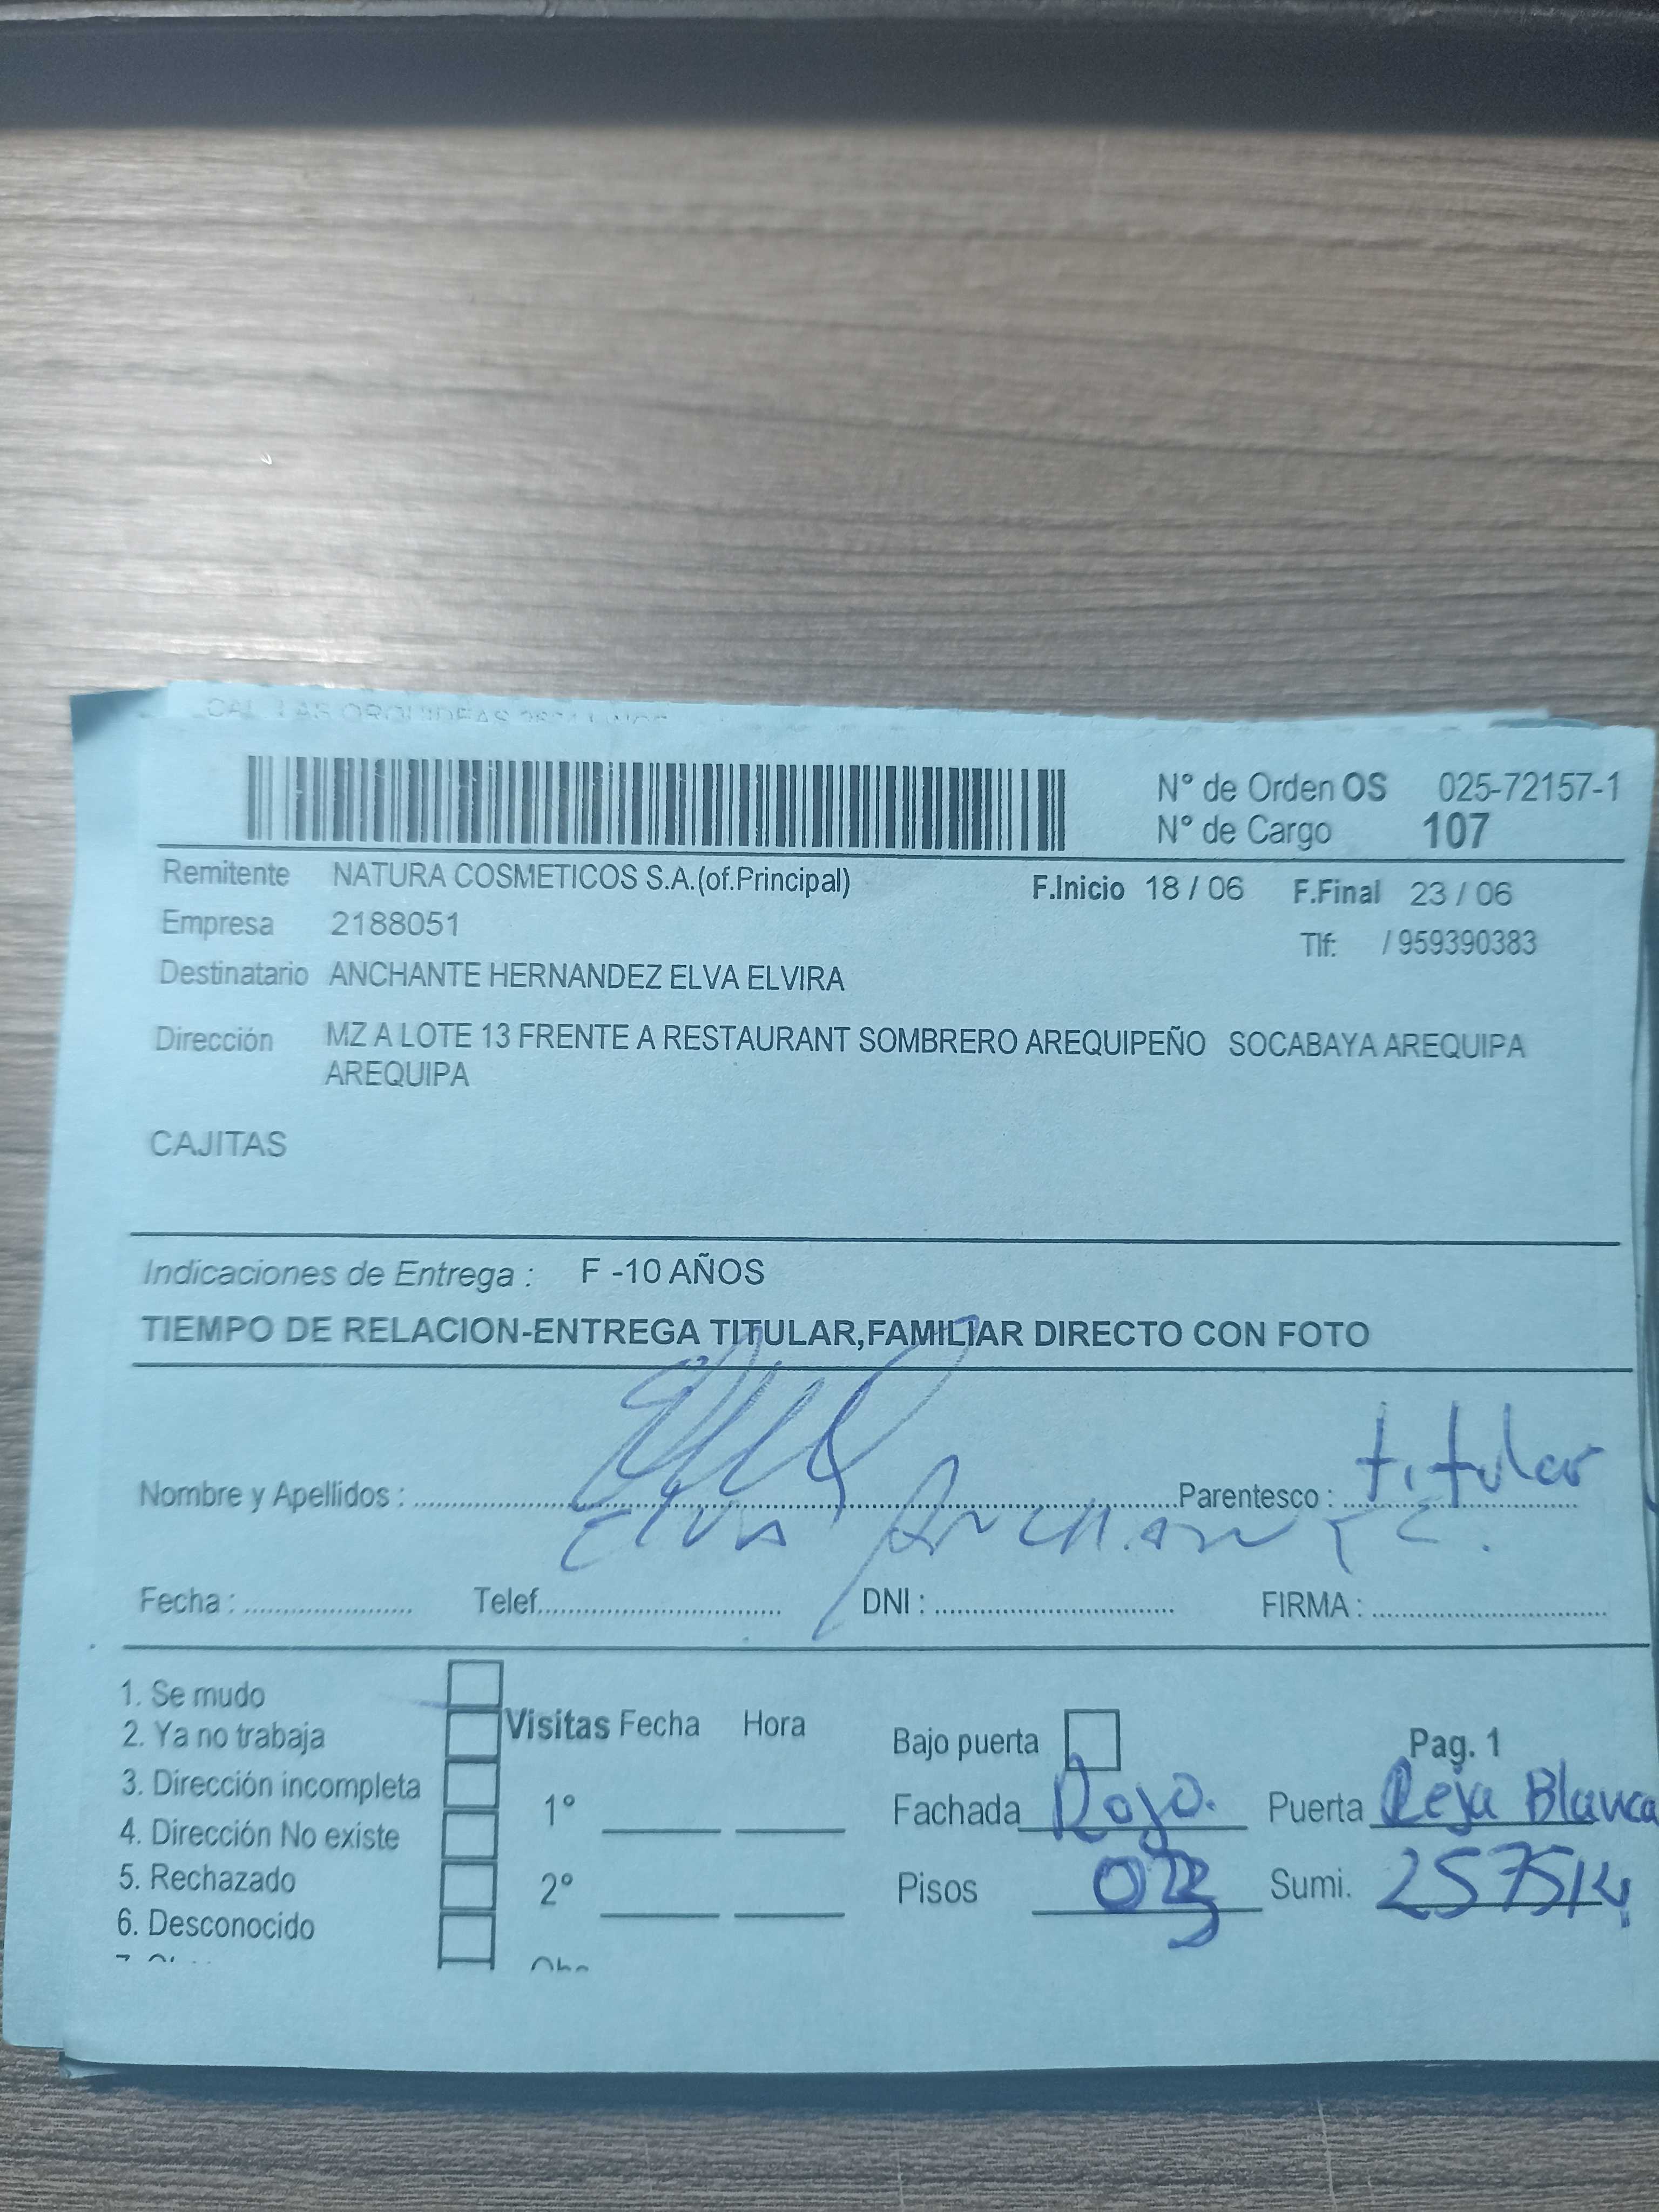 N° de Orden OS 025-72157-1
N° de Cargo 107
Remitente NATURA COSMETICOS S.A.(of.Principal) F.Inicio 18 / 06 F.Final 23 / 06
Empresa 2188051 Tlf: / 959390383
Destinatario ANCHANTE HERNANDEZ ELVA ELVIRA
Dirección MZ A LOTE 13 FRENTE A RESTAURANT SOMBRERO AREQUIPEÑO SOCABAYA AREQUIPA
AREQUIPA
CAJITAS
Indicaciones de Entrega : F -10 AÑOS
TIEMPO DE RELACION-ENTREGA TITULAR,FAMILIAR DIRECTO CON FOTO
Nombre y Apellidos : Parentesco : titular
ELVA ANCHANTE.
Fecha : Telef. DNI : FIRMA :
1. Se mudo
2. Ya no trabaja
3. Dirección incompleta
4. Dirección No existe
5. Rechazado
6. Desconocido
Visitas Fecha Hora
1°
2°
Bajo puerta Pag. 1
Fachada Rojo. Puerta Reja Blanca
Pisos Sumi.